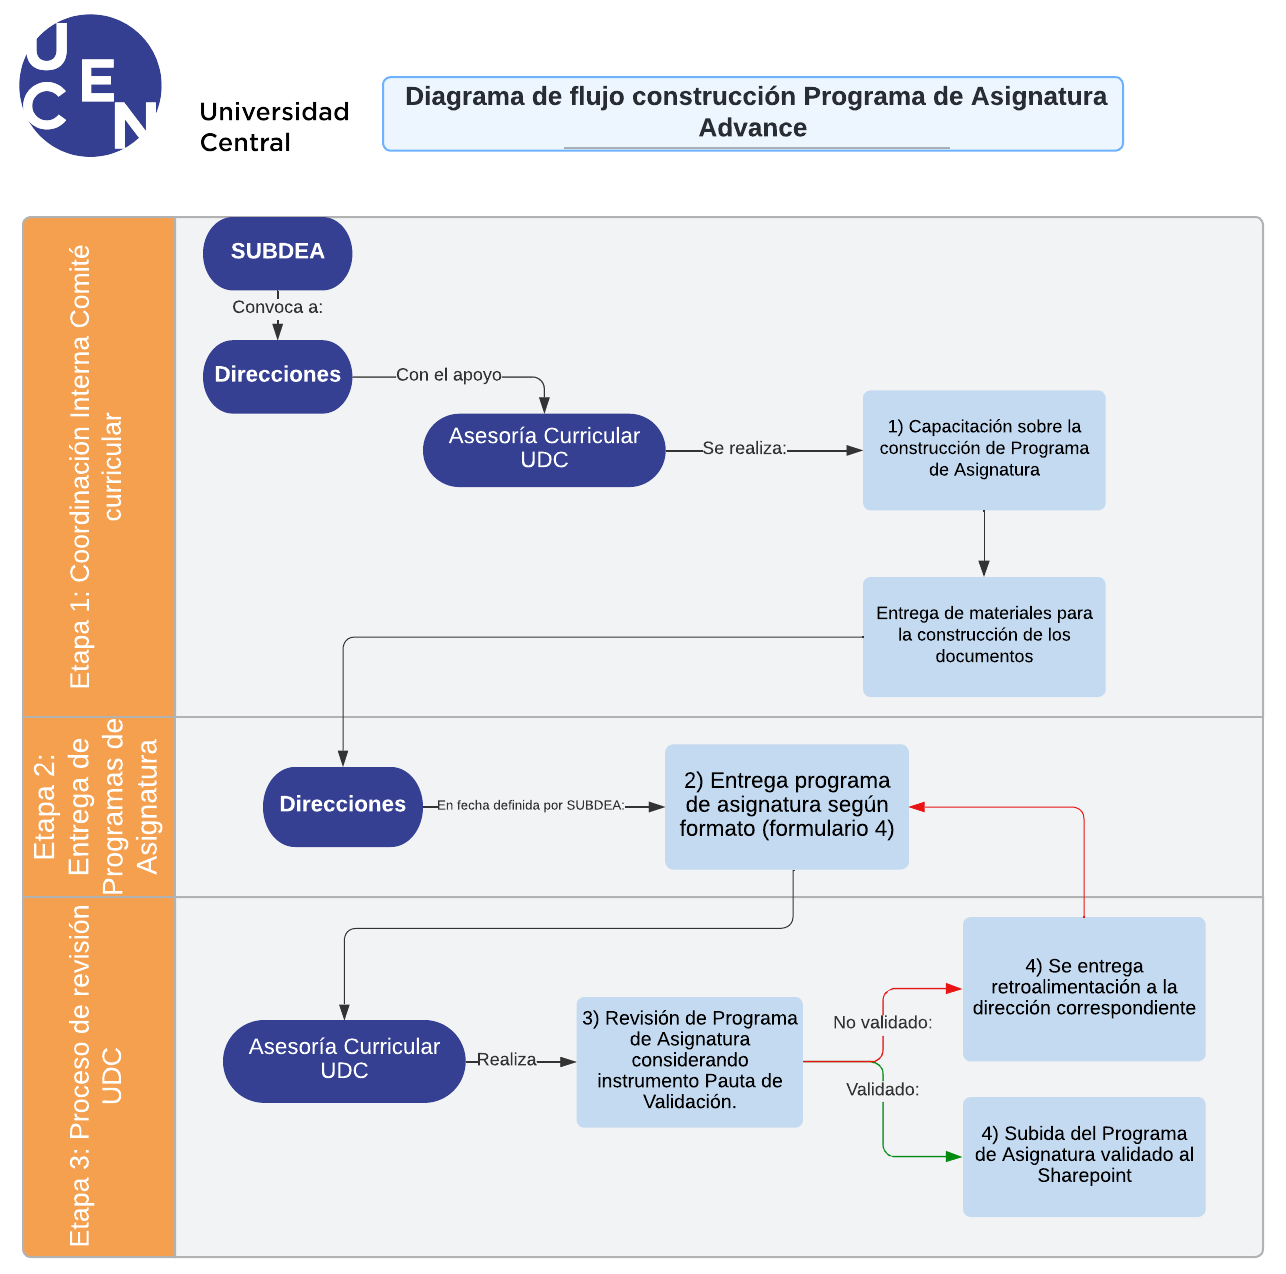 U
C
E
N
Universidad
Central
Diagrama de flujo construcción Programa de Asignatura
Advance
Etapa 1: Coordinación Interna Comité
curricular
SUBDEA
Convoca a:
Direcciones
Con el apoyo
Asesoría Curricular
UDC
Se realiza:
1) Capacitación sobre la
construcción de Programa
de Asignatura
Entrega de materiales para
la construcción de los
documentos
Etapa 2:
Entrega de
Programas de
Asignatura
Direcciones
En fecha definida por SUBDEA:
2) Entrega programa
de asignatura según
formato (formulario 4)
Etapa 3: Proceso de revisión
UDC
Asesoría Curricular
UDC
Realiza
3) Revisión de Programa
de Asignatura
considerando
instrumento Pauta de
Validación.
No validado:
Validado:
4) Se entrega
retroalimentación a la
dirección correspondiente
4) Subida del Programa
de Asignatura validado al
Sharepoint